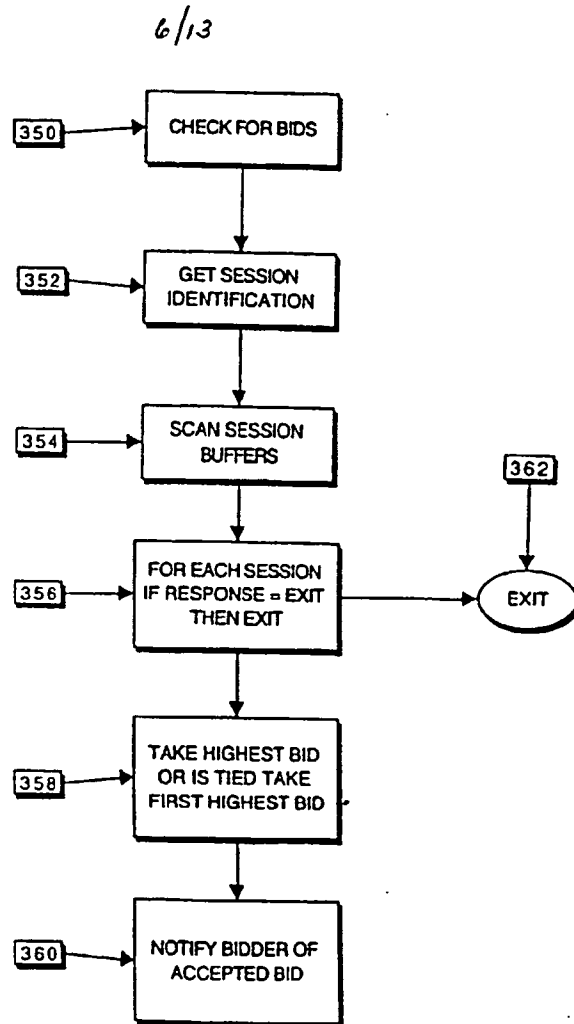 6/13
350
CHECK FOR BIDS
352
GET SESSION
IDENTIFICATION
354
SCAN SESSION
BUFFERS
362
356
FOR EACH SESSION
IF RESPONSE = EXIT
THEN EXIT
EXIT
358
TAKE HIGHEST BID
OR IS TIED TAKE
FIRST HIGHEST BID
360
NOTIFY BIDDER OF
ACCEPTED BID